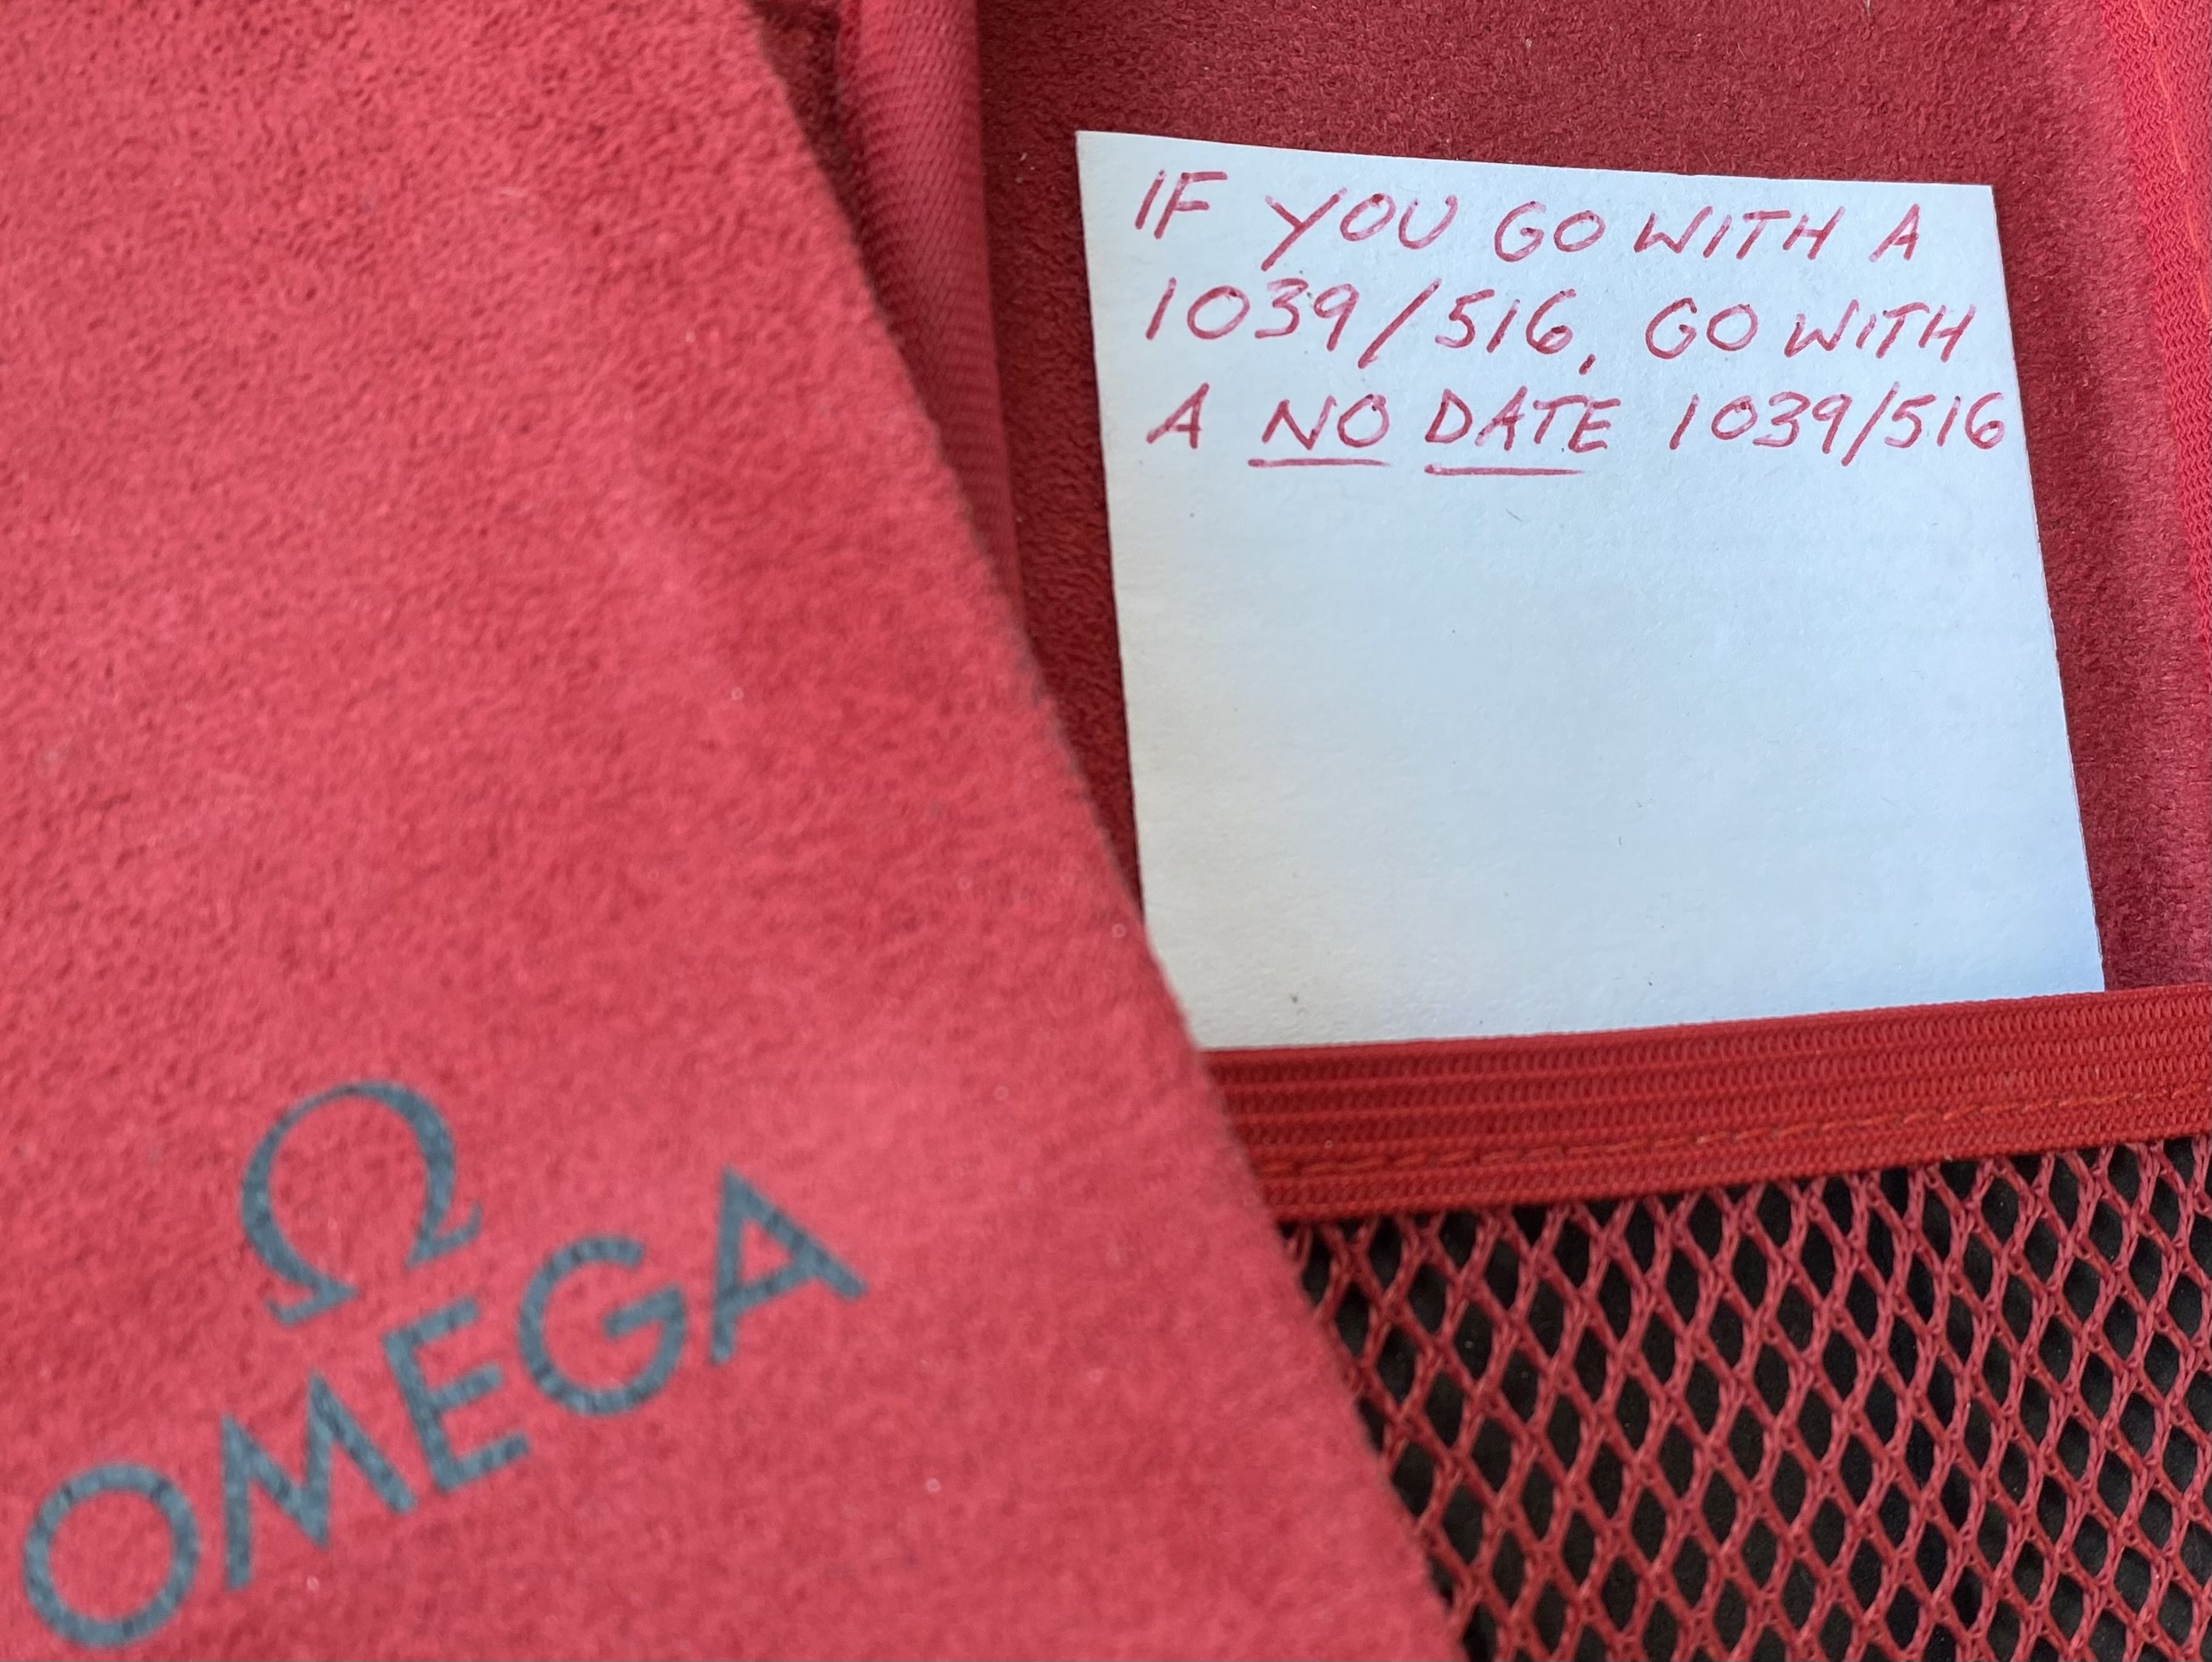 IF YOU GO WITH A
1039/516, GO WITH
A NO DATE 1039/516
Ω
OMEGA